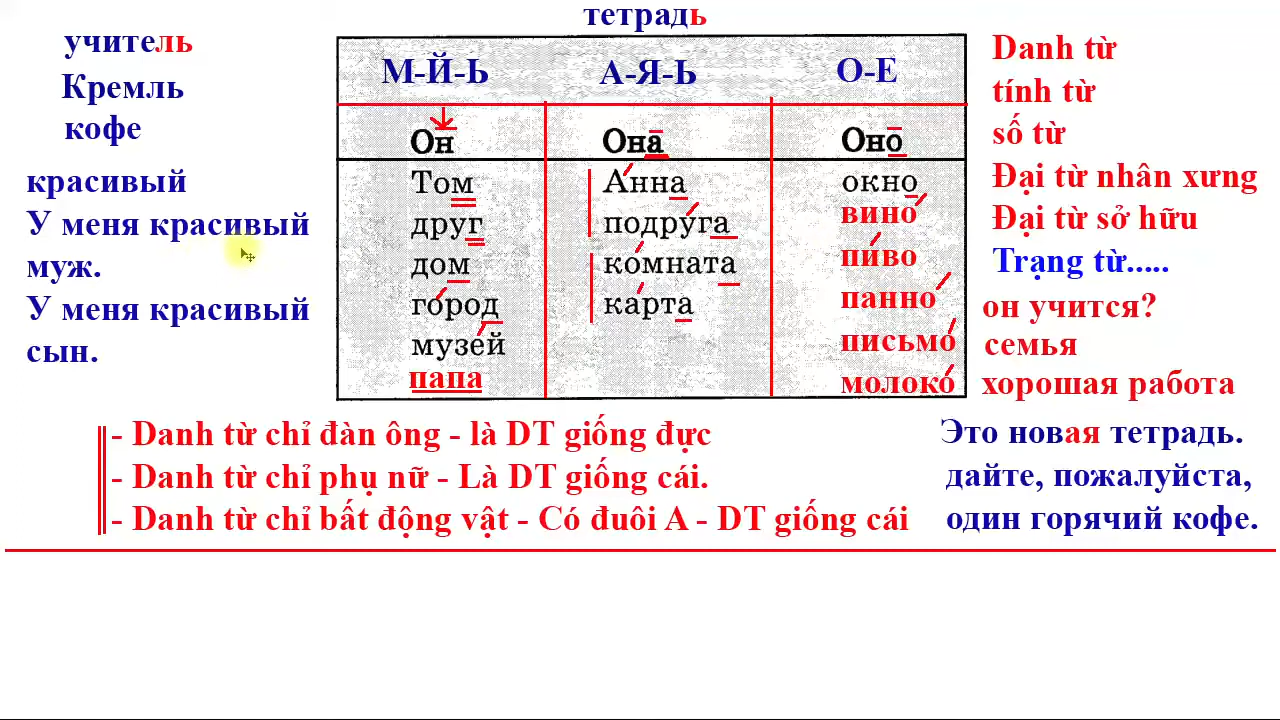 тетрадь
учитель
Кремль
кофе
красивый
У меня красивый
муж.
У меня красивый
сын.
М-Й-Ь А-Я-Ь О-Е
Он Она Оно
Том Анна окно
друг подруга вино
дом комната пиво
город карта панно
музей письмо
папа молоко
Danh từ
tính từ
số từ
Đại từ nhân xưng
Đại từ sở hữu
Trạng từ.....
он учится?
семья
хорошая работа
- Danh từ chỉ đàn ông - là DT giống đực
- Danh từ chỉ phụ nữ - Là DT giống cái.
- Danh từ chỉ bất động vật - Có đuôi A - DT giống cái
Это новая тетрадь.
дайте, пожалуйста,
один горячий кофе.